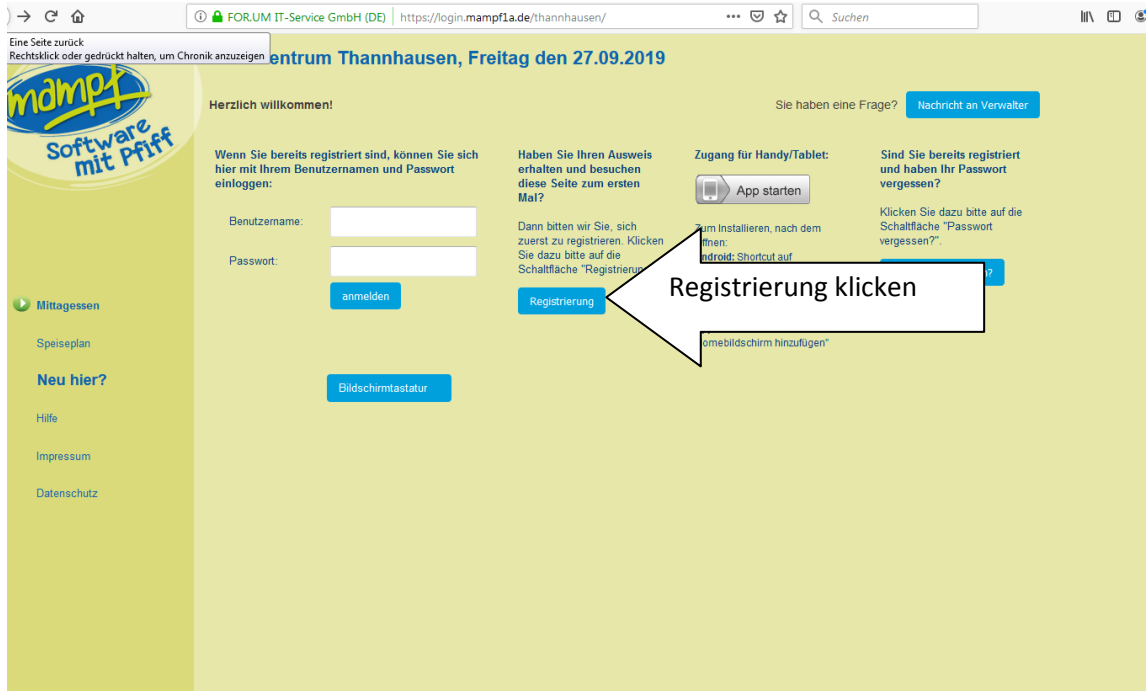 FOR.UM IT-Service GmbH (DE) https://login.mampf1a.de/thannhausen/
Suchen
Eine Seite zurück
Rechtsklick oder gedrückt halten, um Chronik anzuzeigen
Thannhausen, Freitag den 27.09.2019
mampf
Software
mit Pfiff
Herzlich willkommen!
Sie haben eine Frage?
Nachricht an Verwalter
Wenn Sie bereits registriert sind, können Sie sich
hier mit Ihrem Benutzernamen und Passwort
einloggen:
Benutzername:
Passwort:
anmelden
Bildschirmtastatur
Haben Sie Ihren Ausweis
erhalten und besuchen
diese Seite zum ersten
Mal?
Dann bitten wir Sie, sich
zuerst zu registrieren. Klicken
Sie dazu bitte auf die
Schaltfläche
Registrierung
Registrierung klicken
Zugang für Handy/Tablet:
App starten
Zum Installieren, nach dem
Shortcut auf
hinzufügen"
Sind Sie bereits registriert
und haben Ihr Passwort
vergessen?
Klicken Sie dazu bitte auf die
Schaltfläche "Passwort
vergessen?".
Mittagessen
Speiseplan
Neu hier?
Hilfe
Impressum
Datenschutz